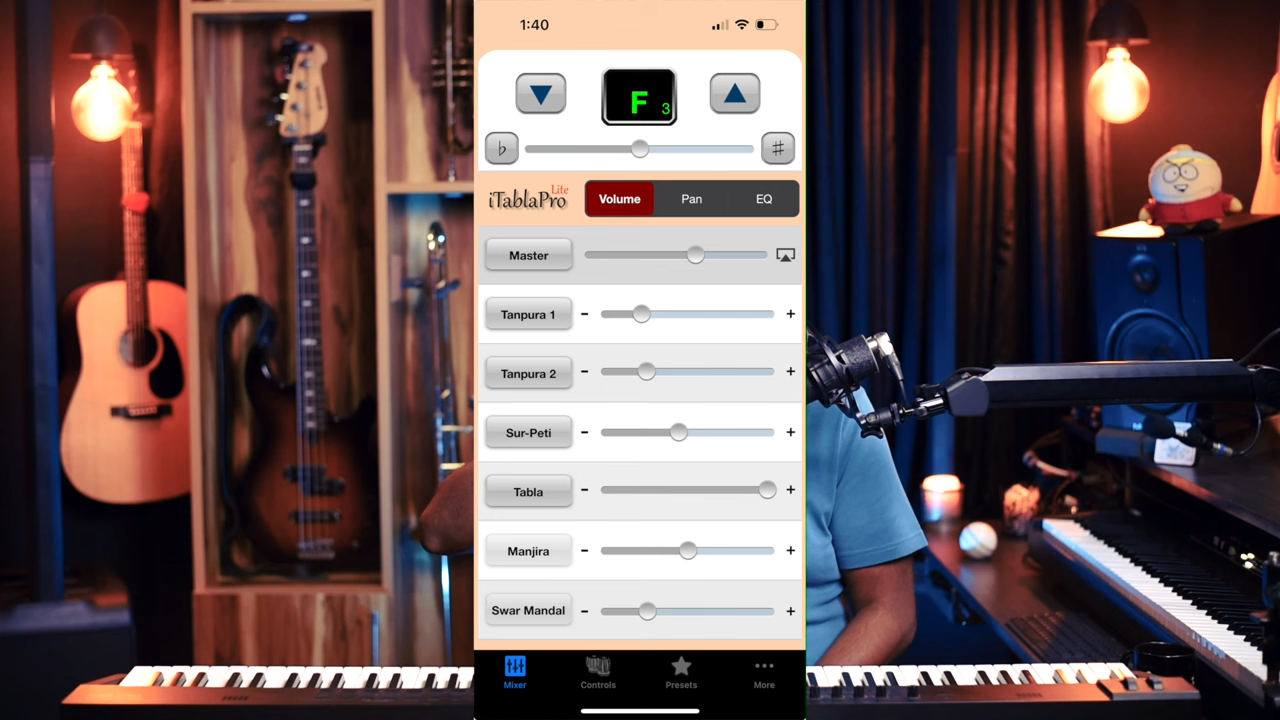 1:40
F 3
♭ ♯
iTablaPro Lite
Volume Pan EQ
Master
Tanpura 1 - +
Tanpura 2 - +
Sur-Peti - +
Tabla - +
Manjira - +
Swar Mandal - +
Mixer Controls Presets More